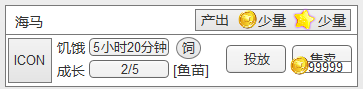 海马
产出 少量 少量
ICON
饥饿 5小时20分钟 饲
成长 2/5 [鱼苗]
投放
售卖
99999